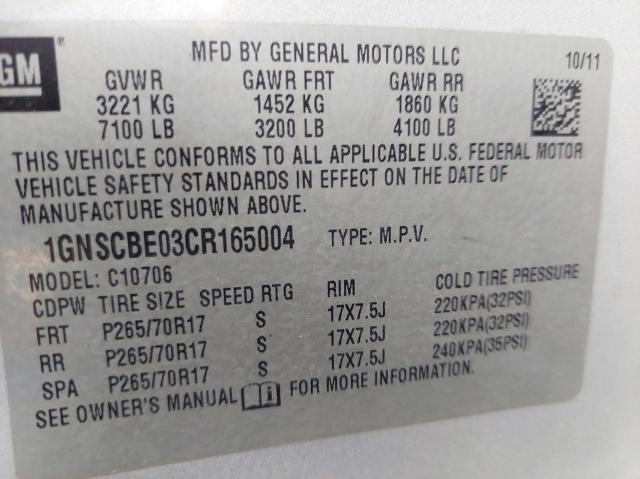 GM ®
MFD BY GENERAL MOTORS LLC 10/11
GVWR GAWR FRT GAWR RR
3221 KG 1452 KG 1860 KG
7100 LB 3200 LB 4100 LB
THIS VEHICLE CONFORMS TO ALL APPLICABLE U.S. FEDERAL MOTOR
VEHICLE SAFETY STANDARDS IN EFFECT ON THE DATE OF
MANUFACTURE SHOWN ABOVE.
1GNSCBE03CR165004 TYPE: M.P.V.
MODEL: C10706
CDPW TIRE SIZE SPEED RTG RIM COLD TIRE PRESSURE
FRT P265/70R17 S 17X7.5J 220KPA(32PSI)
RR P265/70R17 S 17X7.5J 220KPA(32PSI)
SPA P265/70R17 S 17X7.5J 240KPA(35PSI)
SEE OWNER'S MANUAL FOR MORE INFORMATION.